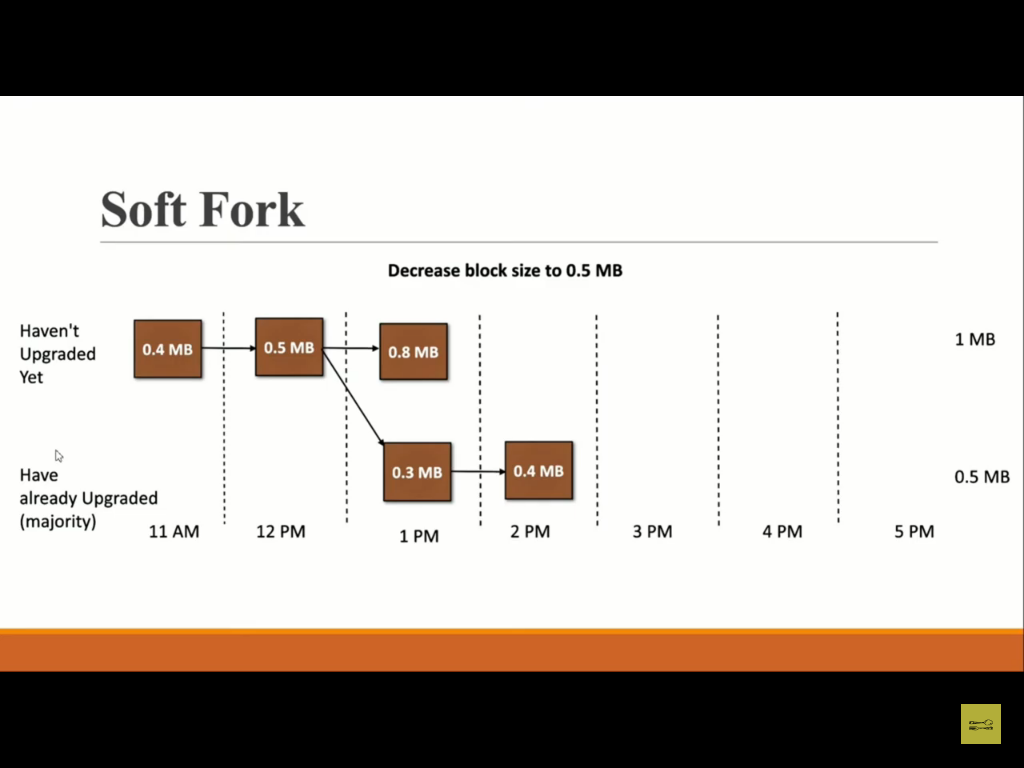 Soft Fork
Decrease block size to 0.5 MB
Haven't
Upgraded
Yet
0.4 MB
0.5 MB
0.8 MB
1 MB
Have
already Upgraded
(majority)
0.3 MB
0.4 MB
0.5 MB
11 AM
12 PM
1 PM
2 PM
3 PM
4 PM
5 PM